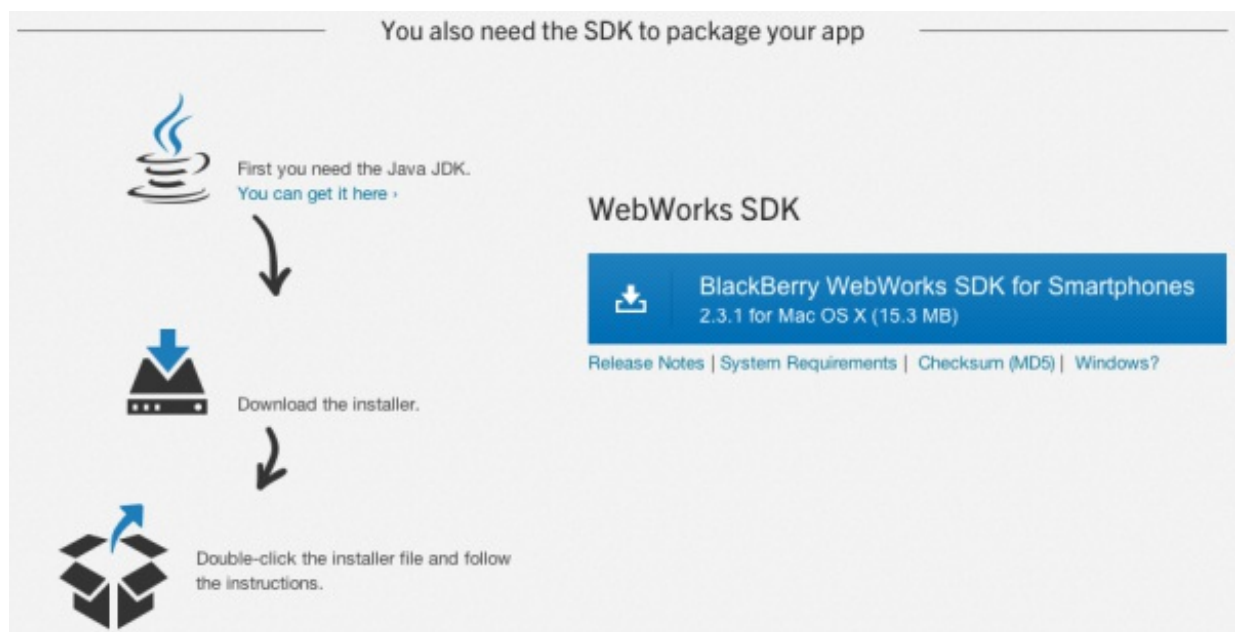 You also need the SDK to package your app
First you need the Java JDK.
You can get it here ›
Download the installer.
Double-click the installer file and follow
the instructions.
WebWorks SDK
BlackBerry WebWorks SDK for Smartphones
2.3.1 for Mac OS X (15.3 MB)
Release Notes | System Requirements | Checksum (MD5) | Windows?